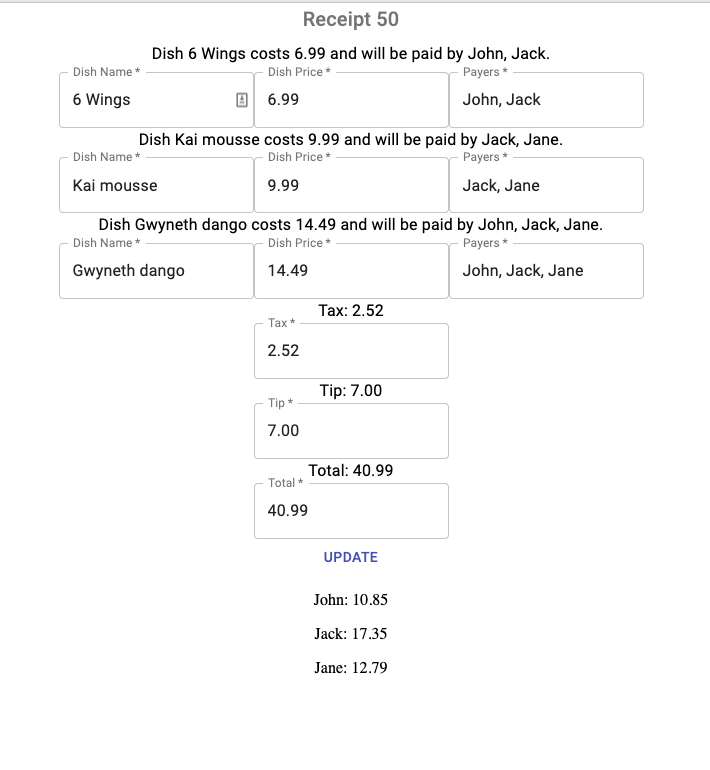 Receipt 50
Dish 6 Wings costs 6.99 and will be paid by John, Jack.
Dish Name * Dish Price * Payers *
6 Wings 6.99 John, Jack
Dish Kai mousse costs 9.99 and will be paid by Jack, Jane.
Dish Name * Dish Price * Payers *
Kai mousse 9.99 Jack, Jane
Dish Gwyneth dango costs 14.49 and will be paid by John, Jack, Jane.
Dish Name * Dish Price * Payers *
Gwyneth dango 14.49 John, Jack, Jane
Tax: 2.52
Tax *
2.52
Tip: 7.00
Tip *
7.00
Total: 40.99
Total *
40.99
UPDATE
John: 10.85
Jack: 17.35
Jane: 12.79